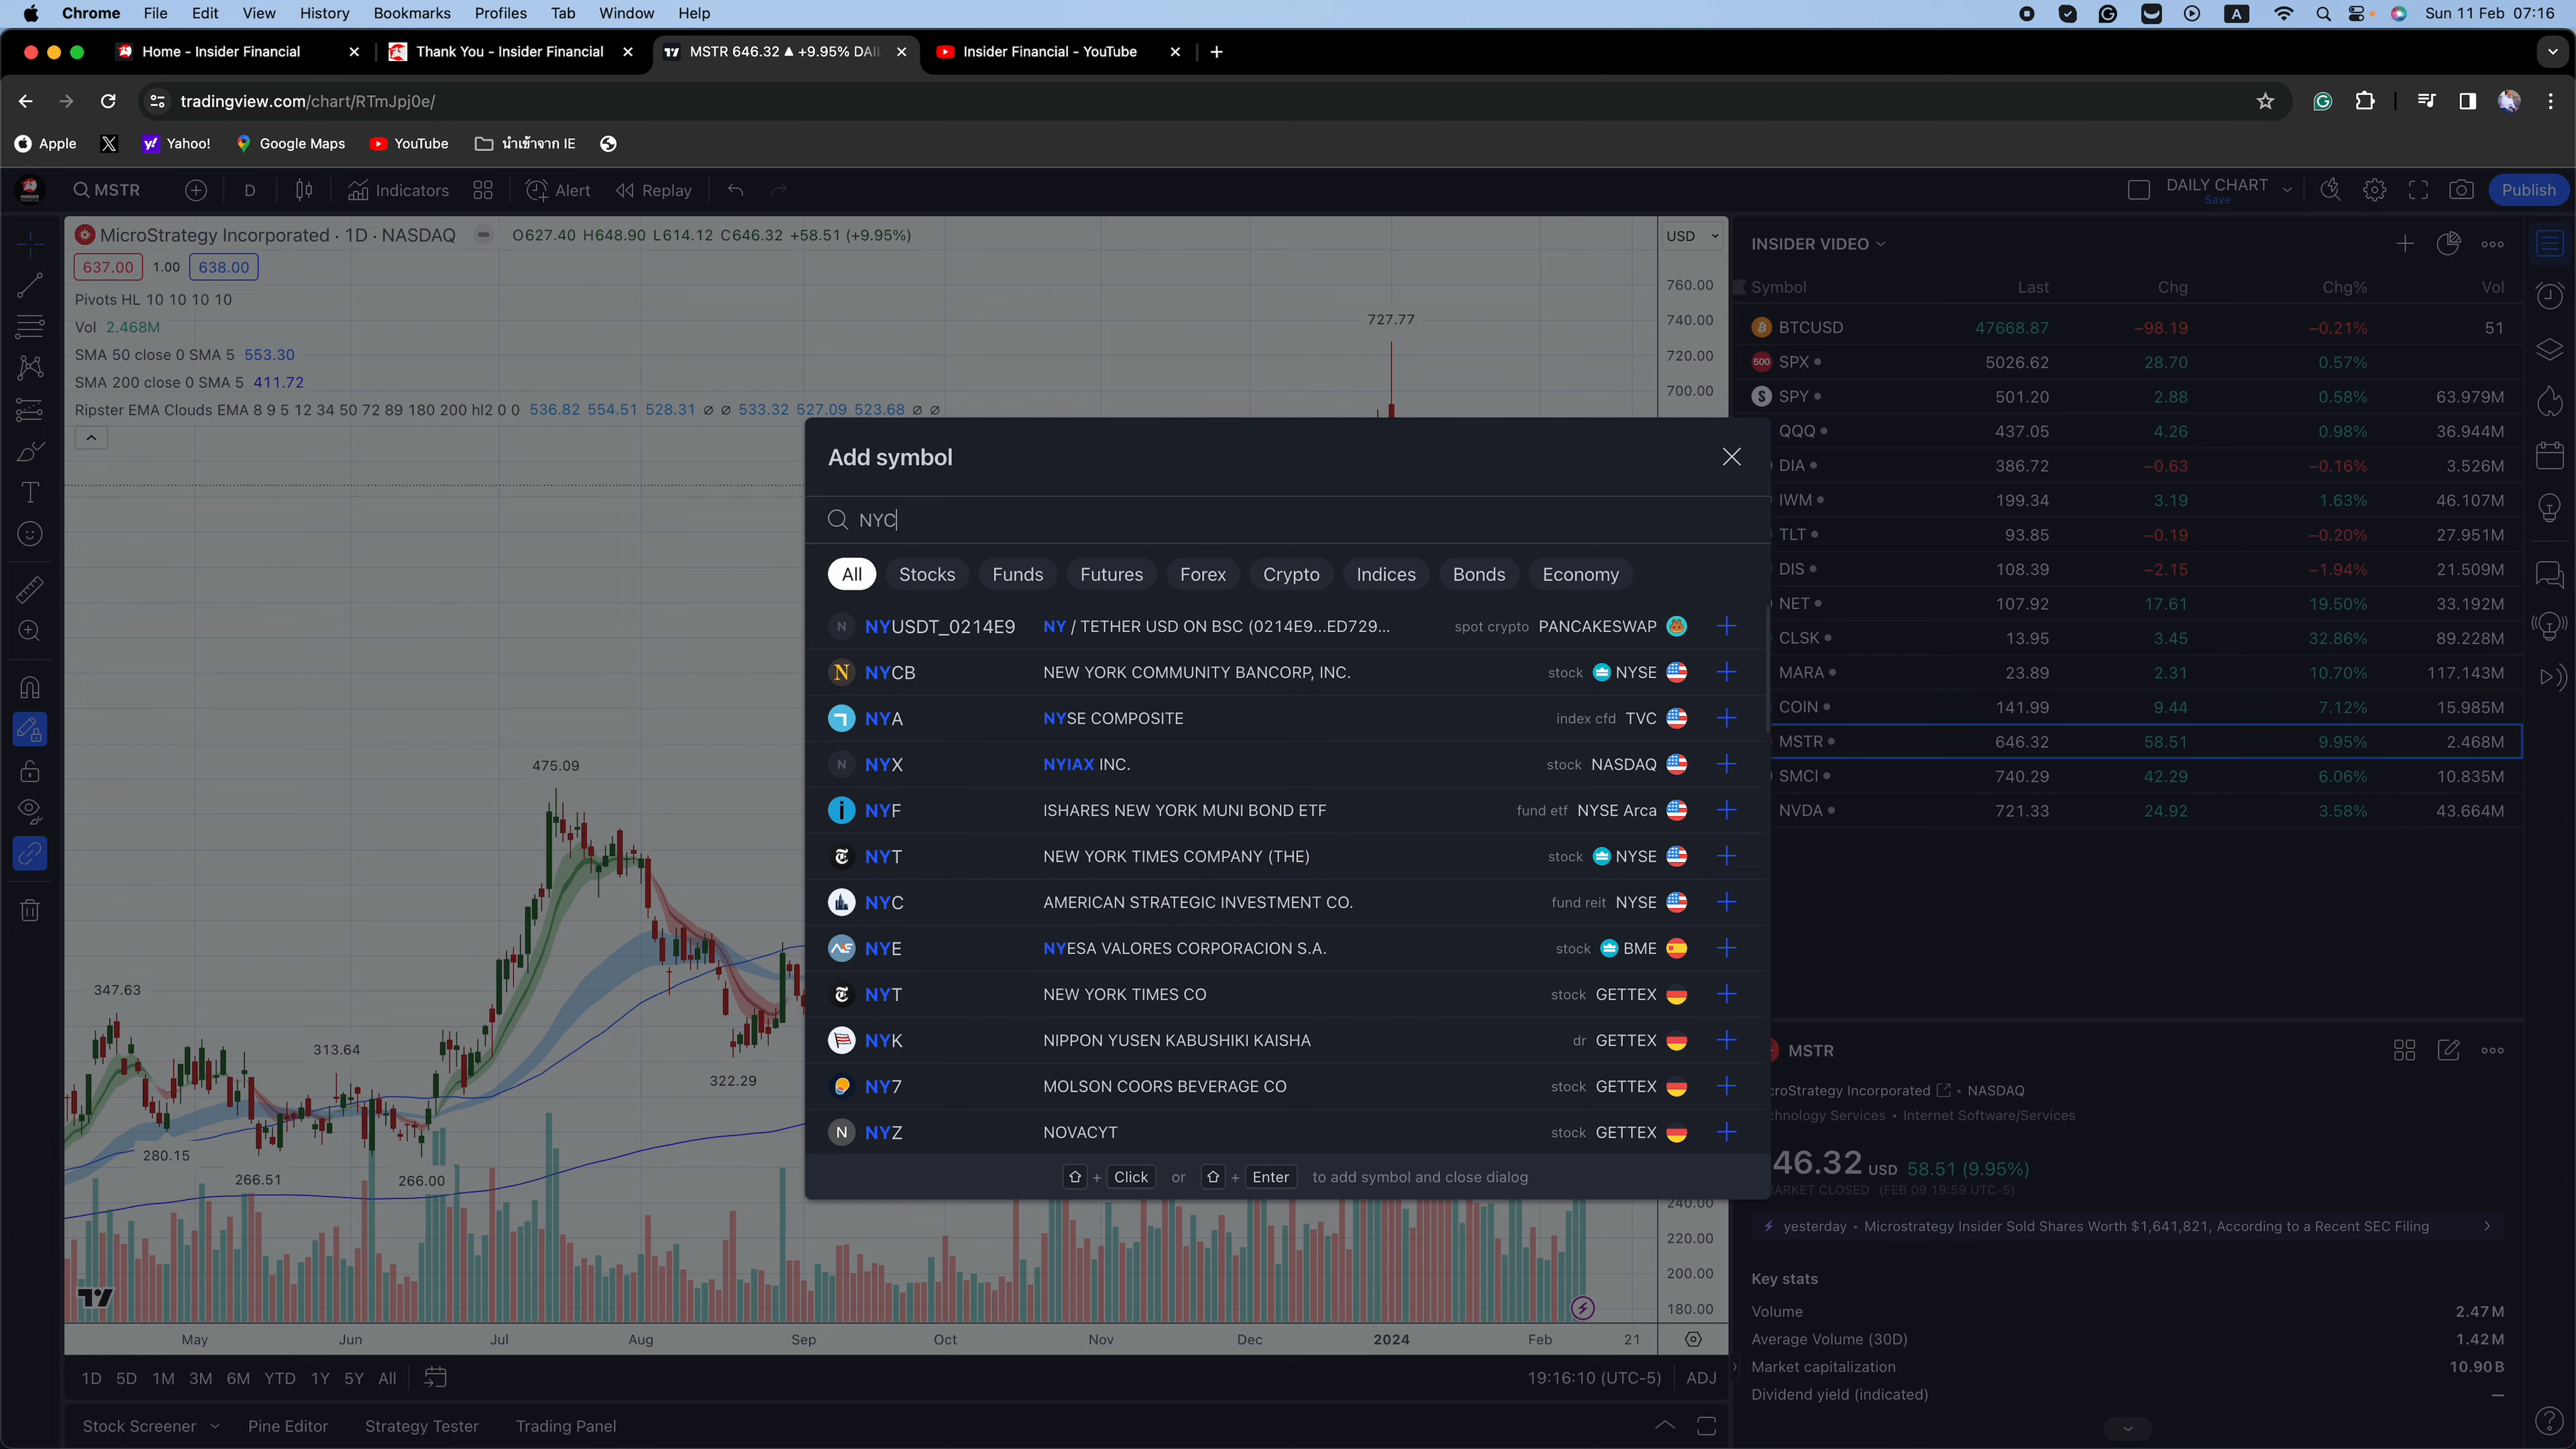 Chrome File Edit View History Bookmarks Profiles Tab Window Help A Sun 11 Feb 07:16
Home - Insider Financial Thank You - Insider Financial MSTR 646.32 ▲ +9.95% DAIL Insider Financial - YouTube
tradingview.com/chart/RTmJpj0e/
Apple Yahoo! Google Maps YouTube นำเข้าจาก IE
MSTR D Indicators Alert Replay DAILY CHART Save Publish
MicroStrategy Incorporated · 1D · NASDAQ O627.40 H648.90 L614.12 C646.32 +58.51 (+9.95%) USD
637.00 1.00 638.00
Pivots HL 10 10 10 10
Vol 2.468M
SMA 50 close 0 SMA 5 553.30
SMA 200 close 0 SMA 5 411.72
Ripster EMA Clouds EMA 8 9 5 12 34 50 72 89 180 200 hl2 0 0 536.82 554.51 528.31 ∅ ∅ 533.32 527.09 523.68 ∅ ∅
727.77
760.00
740.00
720.00
700.00
475.09
347.63
313.64
322.29
280.15
266.51
266.00
Add symbol
NYC
All Stocks Funds Futures Forex Crypto Indices Bonds Economy
N NYUSDT_0214E9 NY / TETHER USD ON BSC (0214E9...ED729... spot crypto PANCAKESWAP
N NYCB NEW YORK COMMUNITY BANCORP, INC. stock NYSE
NYA NYSE COMPOSITE index cfd TVC
N NYX NYIAX INC. stock NASDAQ
NYF ISHARES NEW YORK MUNI BOND ETF fund etf NYSE Arca
NYT NEW YORK TIMES COMPANY (THE) stock NYSE
NYC AMERICAN STRATEGIC INVESTMENT CO. fund reit NYSE
NYE NYESA VALORES CORPORACION S.A. stock BME
NYT NEW YORK TIMES CO stock GETTEX
NYK NIPPON YUSEN KABUSHIKI KAISHA dr GETTEX
NY7 MOLSON COORS BEVERAGE CO stock GETTEX
N NYZ NOVACYT stock GETTEX
+ Click or + Enter to add symbol and close dialog
240.00
220.00
200.00
180.00
May Jun Jul Aug Sep Oct Nov Dec 2024 Feb 21
1D 5D 1M 3M 6M YTD 1Y 5Y All 19:16:10 (UTC-5) ADJ
Stock Screener Pine Editor Strategy Tester Trading Panel
INSIDER VIDEO
Symbol Last Chg Chg% Vol
BTCUSD 47668.87 −98.19 −0.21% 51
500 SPX 5026.62 28.70 0.57%
S SPY 501.20 2.88 0.58% 63.979M
QQQ 437.05 4.26 0.98% 36.944M
DIA 386.72 −0.63 −0.16% 3.526M
IWM 199.34 3.19 1.63% 46.107M
TLT 93.85 −0.19 −0.20% 27.951M
DIS 108.39 −2.15 −1.94% 21.509M
NET 107.92 17.61 19.50% 33.192M
CLSK 13.95 3.45 32.86% 89.228M
MARA 23.89 2.31 10.70% 117.143M
COIN 141.99 9.44 7.12% 15.985M
MSTR 646.32 58.51 9.95% 2.468M
SMCI 740.29 42.29 6.06% 10.835M
NVDA 721.33 24.92 3.58% 43.664M
MSTR
croStrategy Incorporated • NASDAQ
chnology Services • Internet Software/Services
46.32 USD 58.51 (9.95%)
MARKET CLOSED (FEB 09 19:59 UTC-5)
yesterday • Microstrategy Insider Sold Shares Worth $1,641,821, According to a Recent SEC Filing
Key stats
Volume 2.47M
Average Volume (30D) 1.42M
Market capitalization 10.90B
Dividend yield (indicated) —